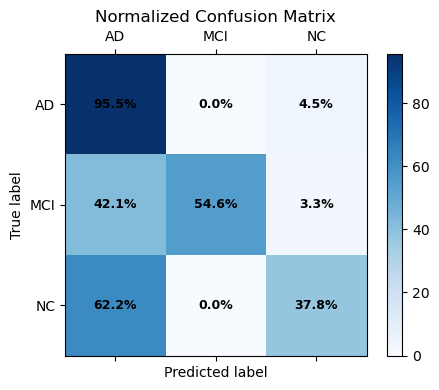 Normalized Confusion Matrix
AD MCI NC
AD 95.5% 0.0% 4.5%
MCI 42.1% 54.6% 3.3%
NC 62.2% 0.0% 37.8%
True label
Predicted label
80
60
40
20
0